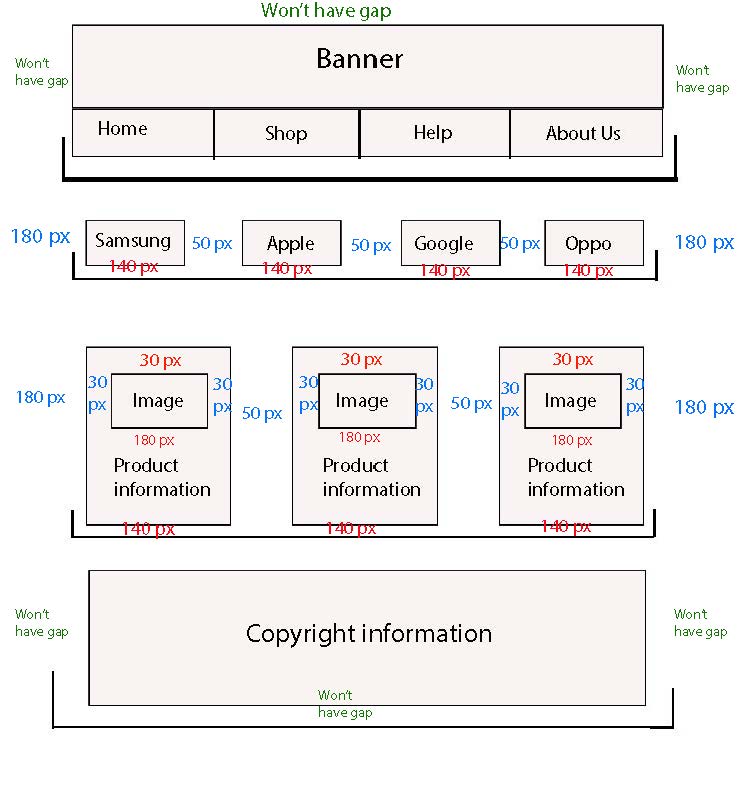 Won't have gap
Won't
have gap
Banner
Won't
have gap
Home
Shop
Help
About Us
180 px
Samsung
50 px
Apple
50 px
Google
50 px
Oppo
180 px
140 px
140 px
140 px
140 px
30 px
30 px
30 px
180 px
30
px
Image
30
px
50 px
30
px
Image
30
px
50 px
30
px
Image
30
px
180 px
180 px
180 px
180 px
Product
information
Product
information
Product
information
140 px
140 px
140 px
Won't
have gap
Copyright information
Won't
have gap
Won't
have gap